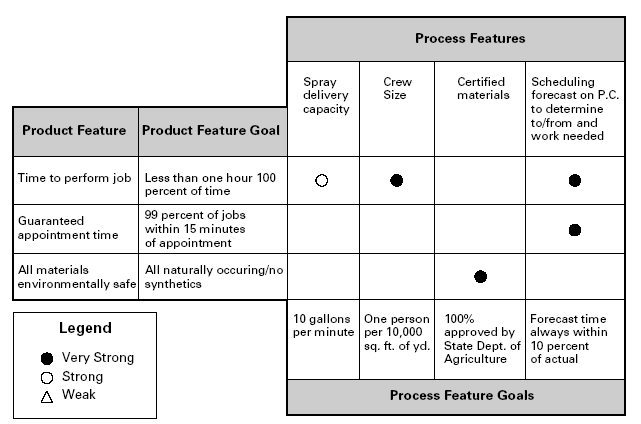 Process Features
Spray
delivery
capacity
Crew
Size
Certified
materials
Scheduling
forecast on P.C.
to determine
to/from and
work needed
Product Feature
Product Feature Goal
Time to perform job
Less than one hour 100
percent of time
Guaranteed
appointment time
99 percent of jobs
within 15 minutes
of appointment
All materials
environmentally safe
All naturally occuring/no
synthetics
10 gallons
per minute
One person
per 10,000
sq. ft. of yd.
100%
approved by
State Dept. of
Agriculture
Forecast time
always within
10 percent
of actual
Process Feature Goals
Legend
Very Strong
Strong
Weak